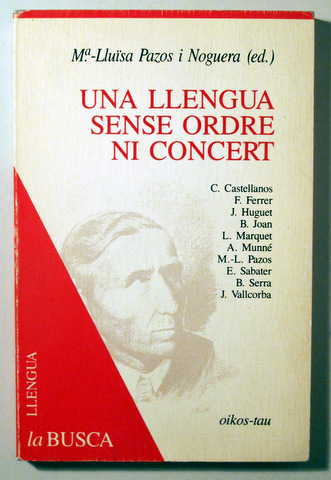 M.ª-Lluïsa Pazos i Noguera (ed.)
UNA LLENGUA
SENSE ORDRE
NI CONCERT
C. Castellanos
F. Ferrer
J. Huguet
B. Joan
L. Marquet
A. Munné
M.-L. Pazos
E. Sabater
B. Serra
J. Vallcorba
LLENGUA
la BUSCA
oikos-tau